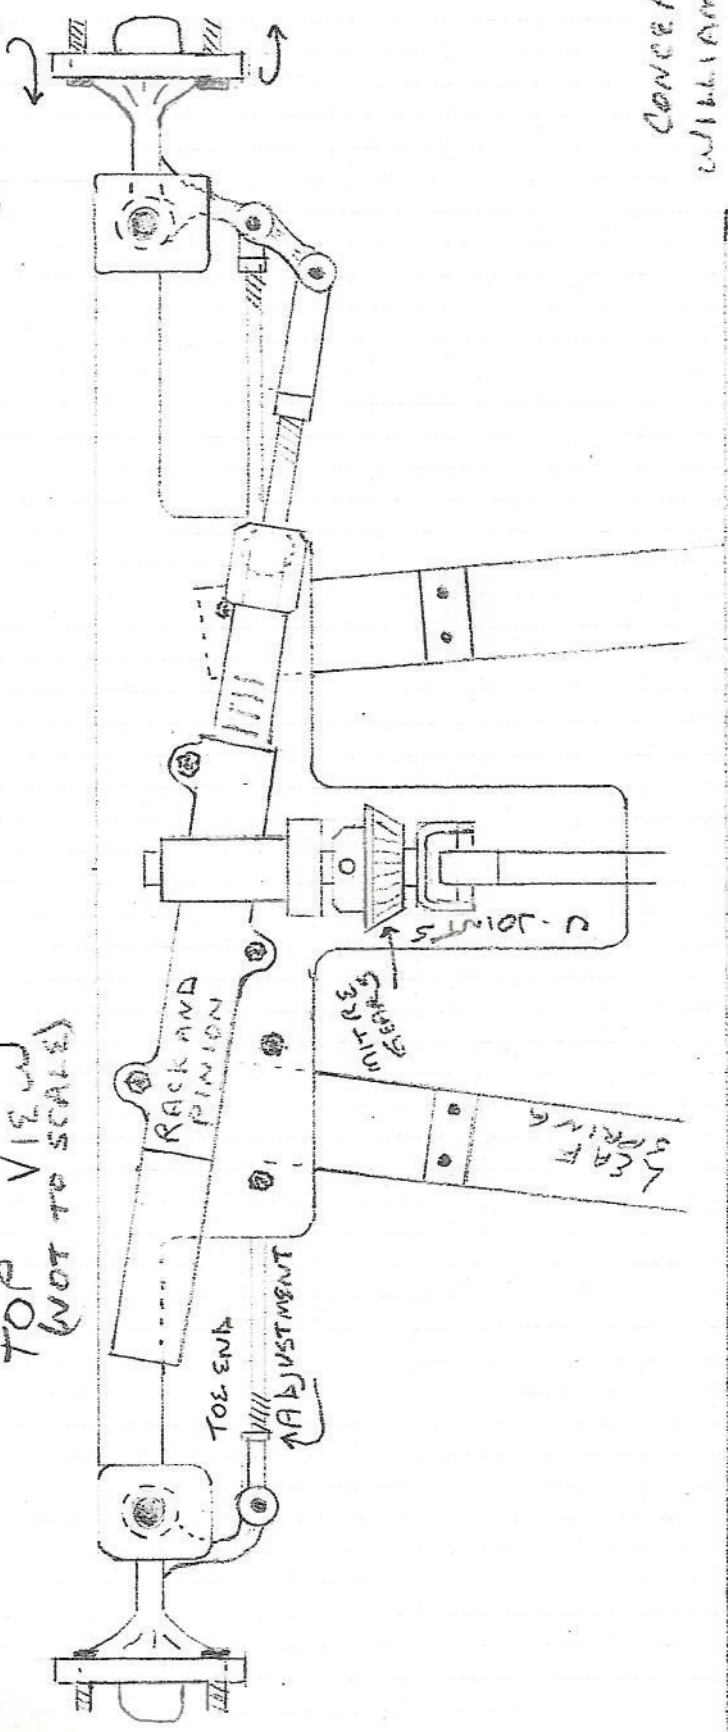 TOP VIEW
(NOT TO SCALE)
RACK AND
PINION
TOE END
ADJUSTMENT
MITRE
GEARS
U-JOINTS
LEAF
SPRING